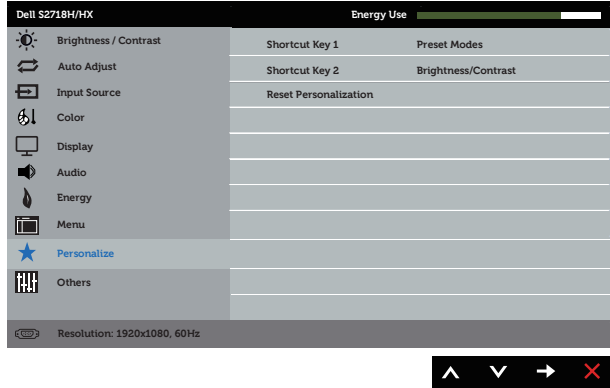 Dell S2718H/HX Energy Use
Brightness / Contrast
Auto Adjust
Input Source
Color
Display
Audio
Energy
Menu
Personalize
Others
Shortcut Key 1 Preset Modes
Shortcut Key 2 Brightness/Contrast
Reset Personalization
Resolution: 1920x1080, 60Hz